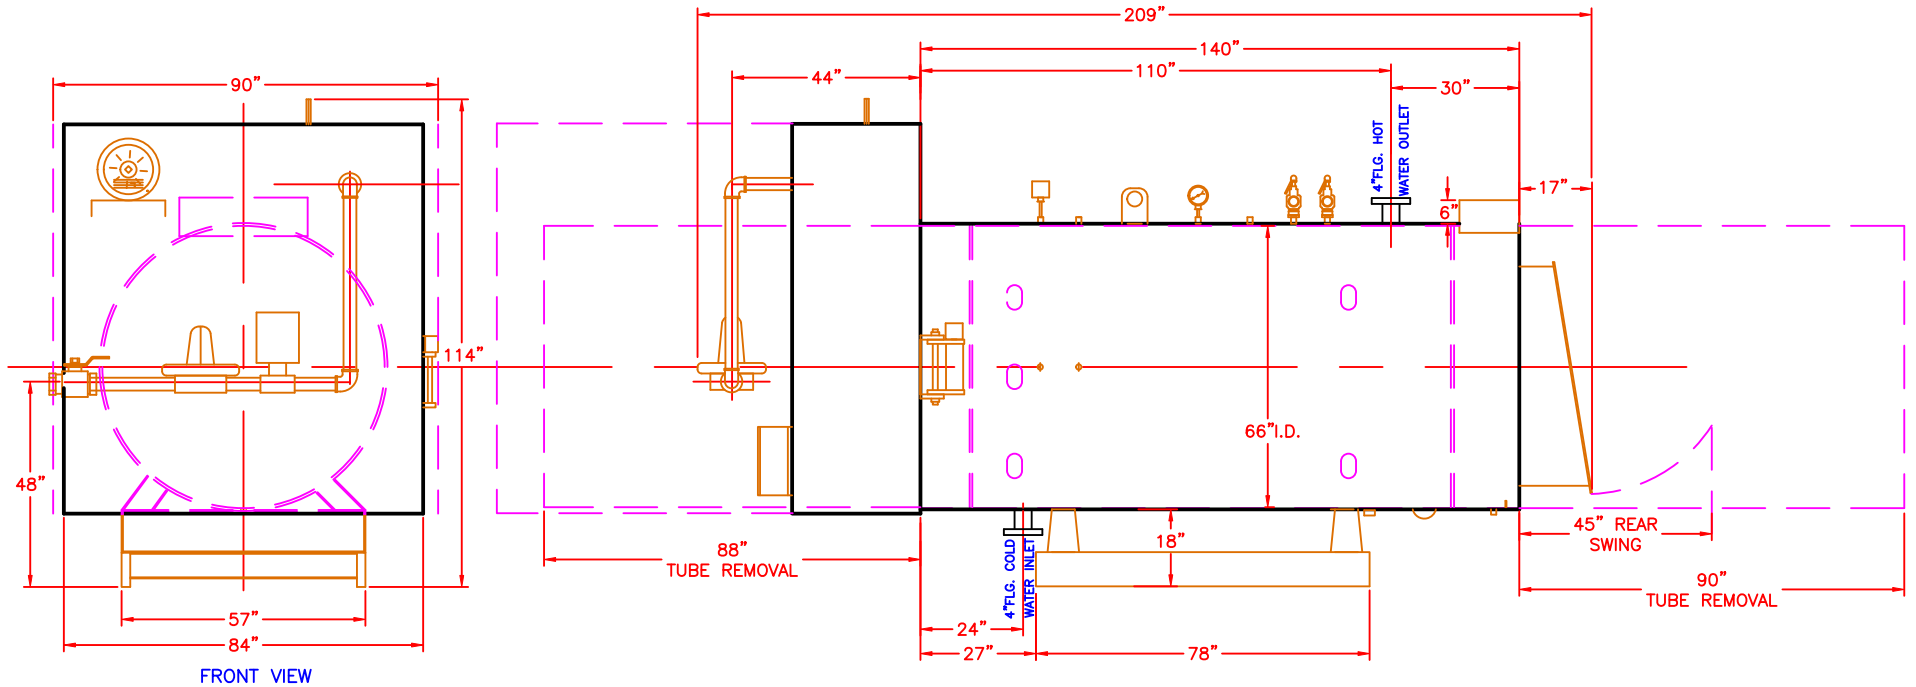 209”
140”
90”
44”
110”
30”
4”FLG. HOT
WATER OUTLET
17”
6”
114”
66”I.D.
48”
88”
TUBE REMOVAL
4”FLG. COLD
WATER INLET
18”
45” REAR
SWING
90”
TUBE REMOVAL
57”
84”
24”
27”
78”
FRONT VIEW